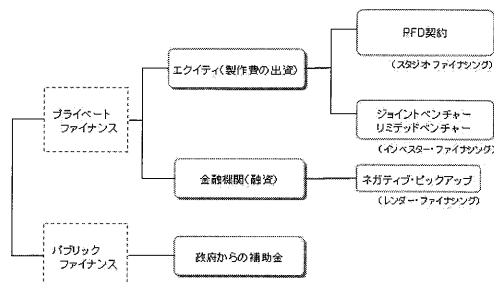 PFD契約
(スタジオ・ファイナシング)
エクイティ(製作費の出資)
プライベート
ファイナンス
ジョイントベンチャー
リミテッドベンチャー
(インベスター・ファイナシング)
金融機関(融資)
ネガティブ・ピックアップ
(レンダー・ファイナシング)
パブリック
ファイナンス
政府からの補助金